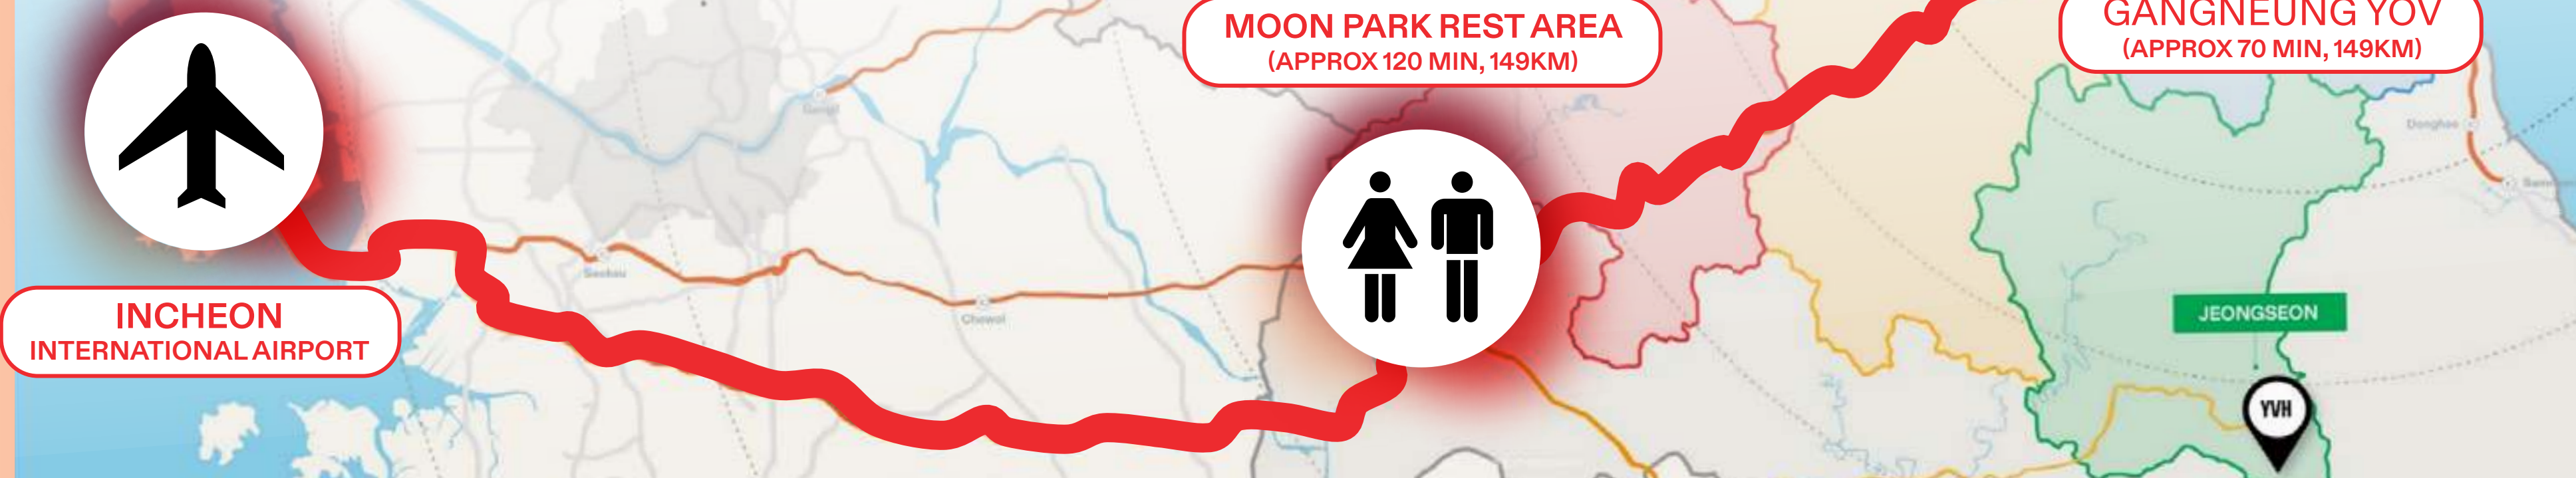 MOON PARK REST AREA
(APPROX 120 MIN, 149KM)
GANGNEUNG YOV
(APPROX 70 MIN, 149KM)
INCHEON
INTERNATIONAL AIRPORT
Chowol
JEONGSEON
YVH